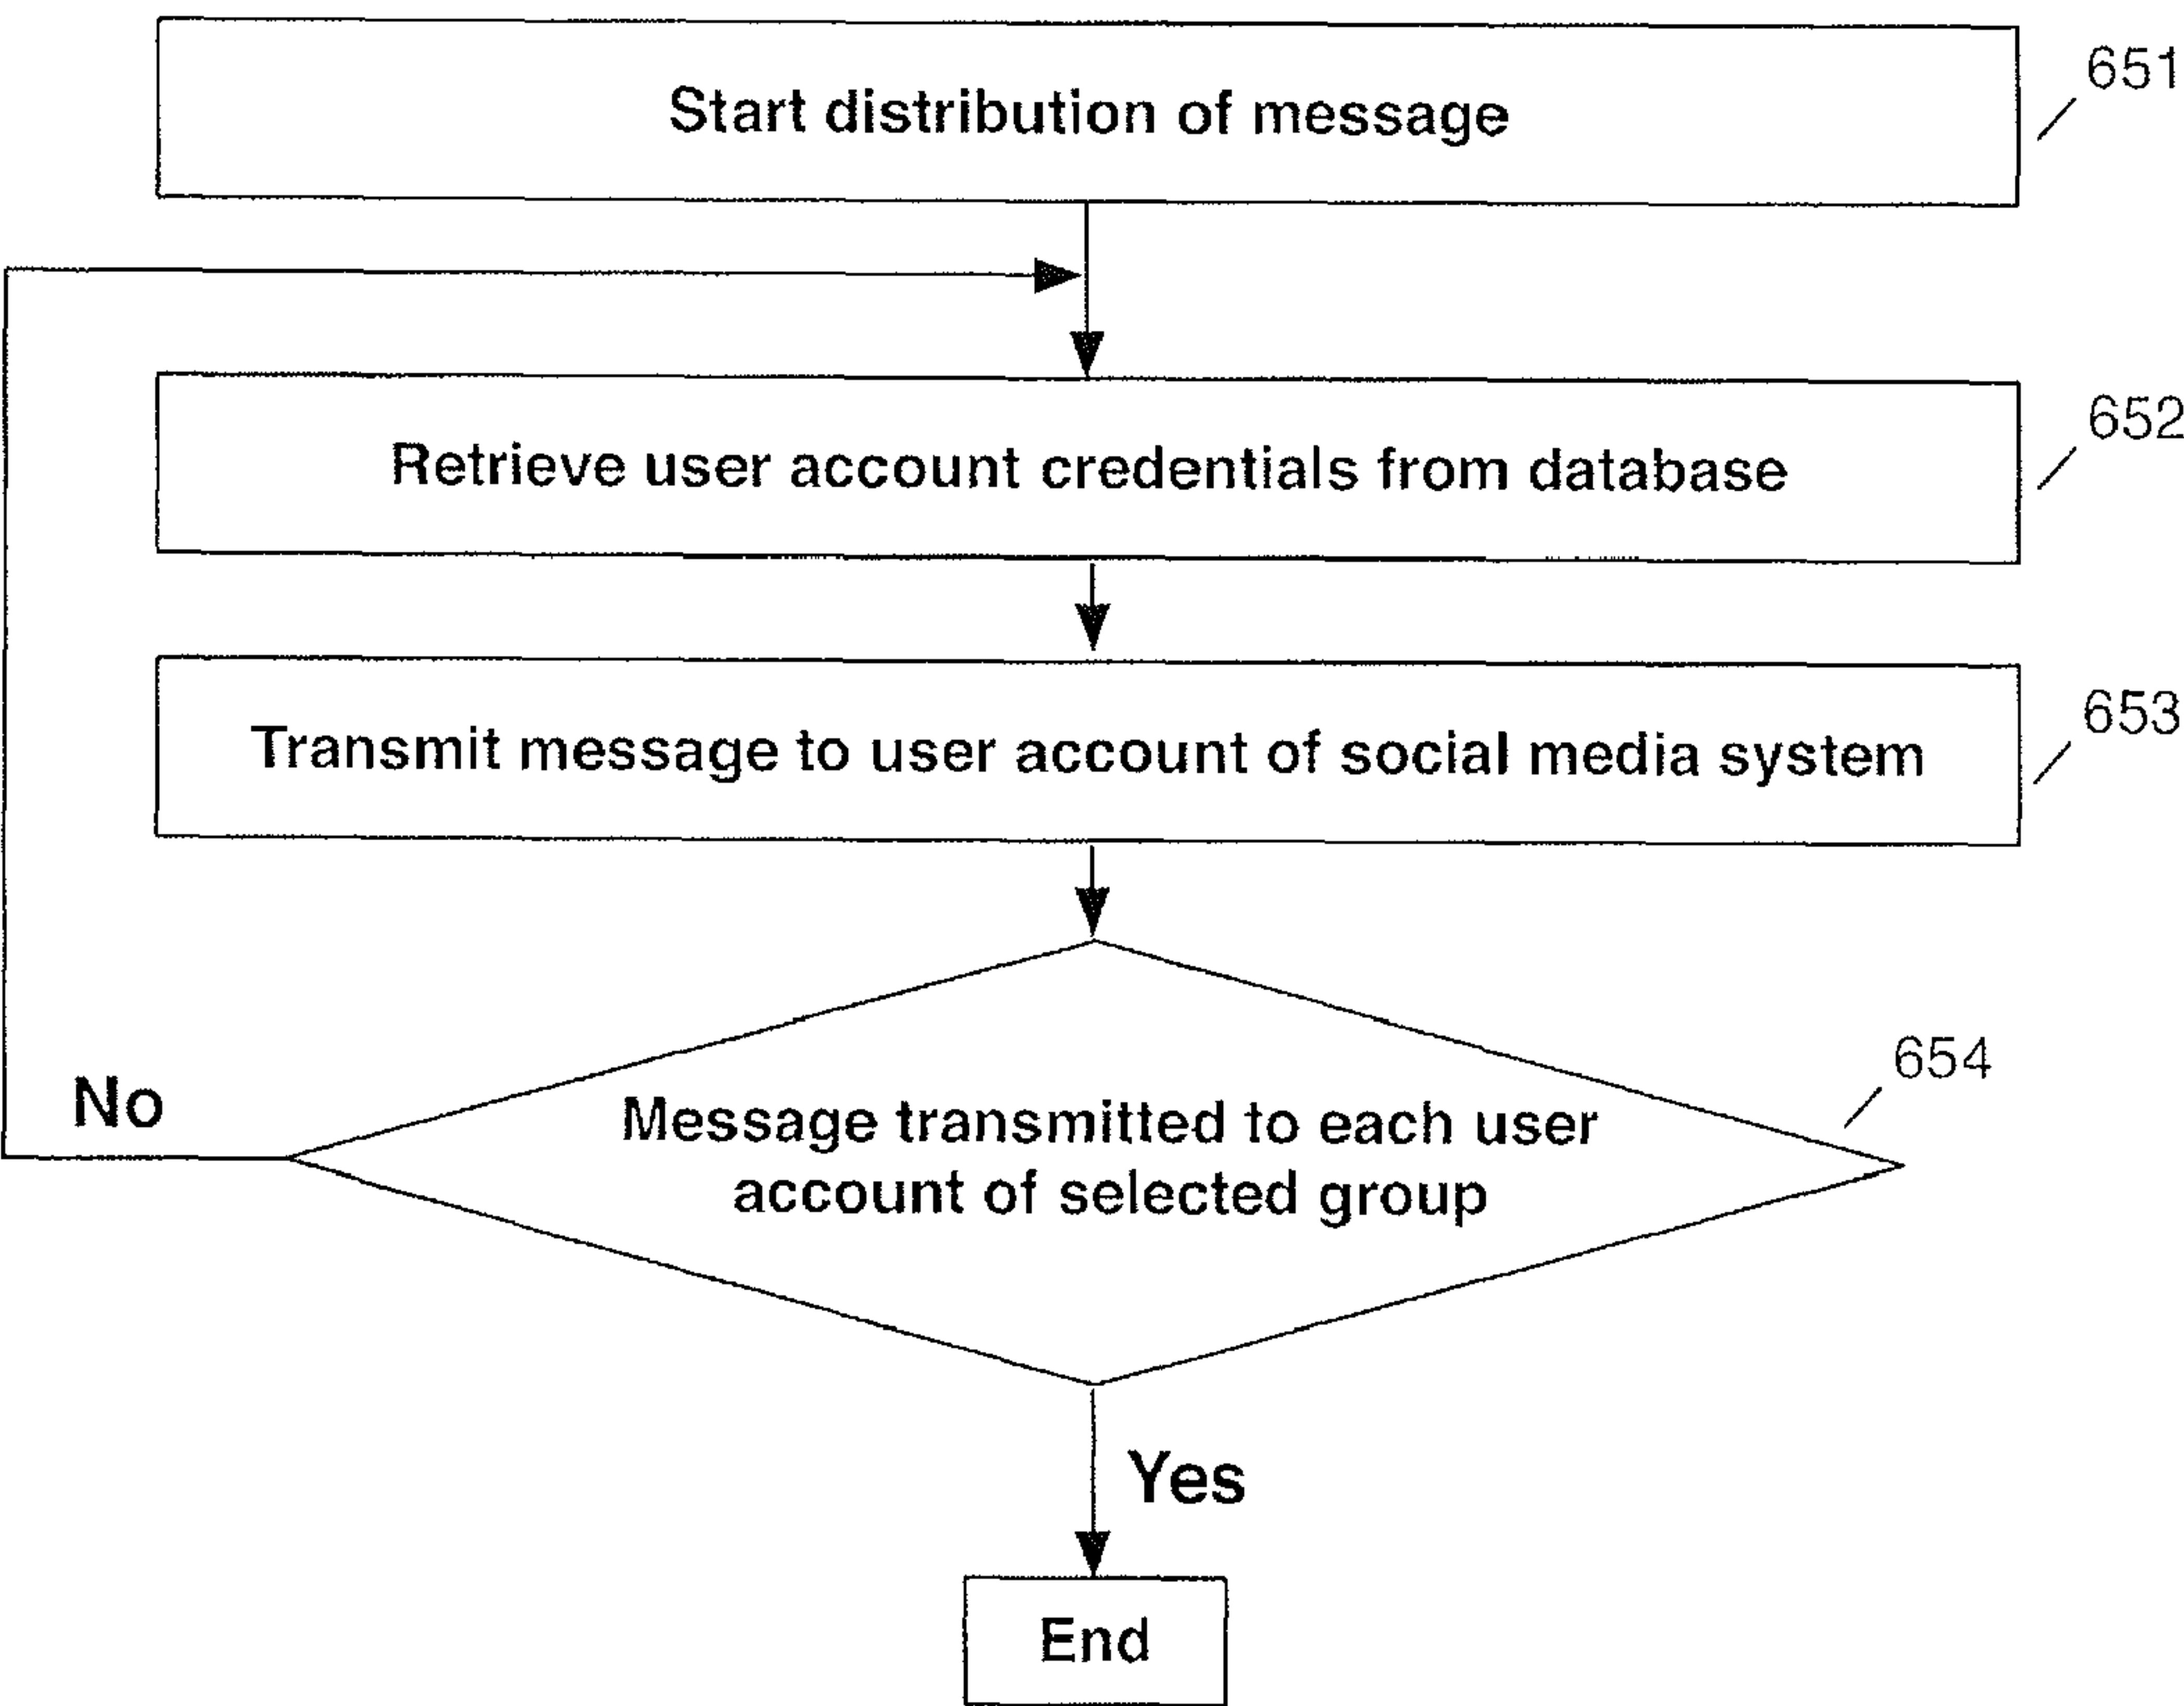 Start distribution of message
651
Retrieve user account credentials from database
652
Transmit message to user account of social media system
653
Message transmitted to each user
account of selected group
654
No
Yes
End